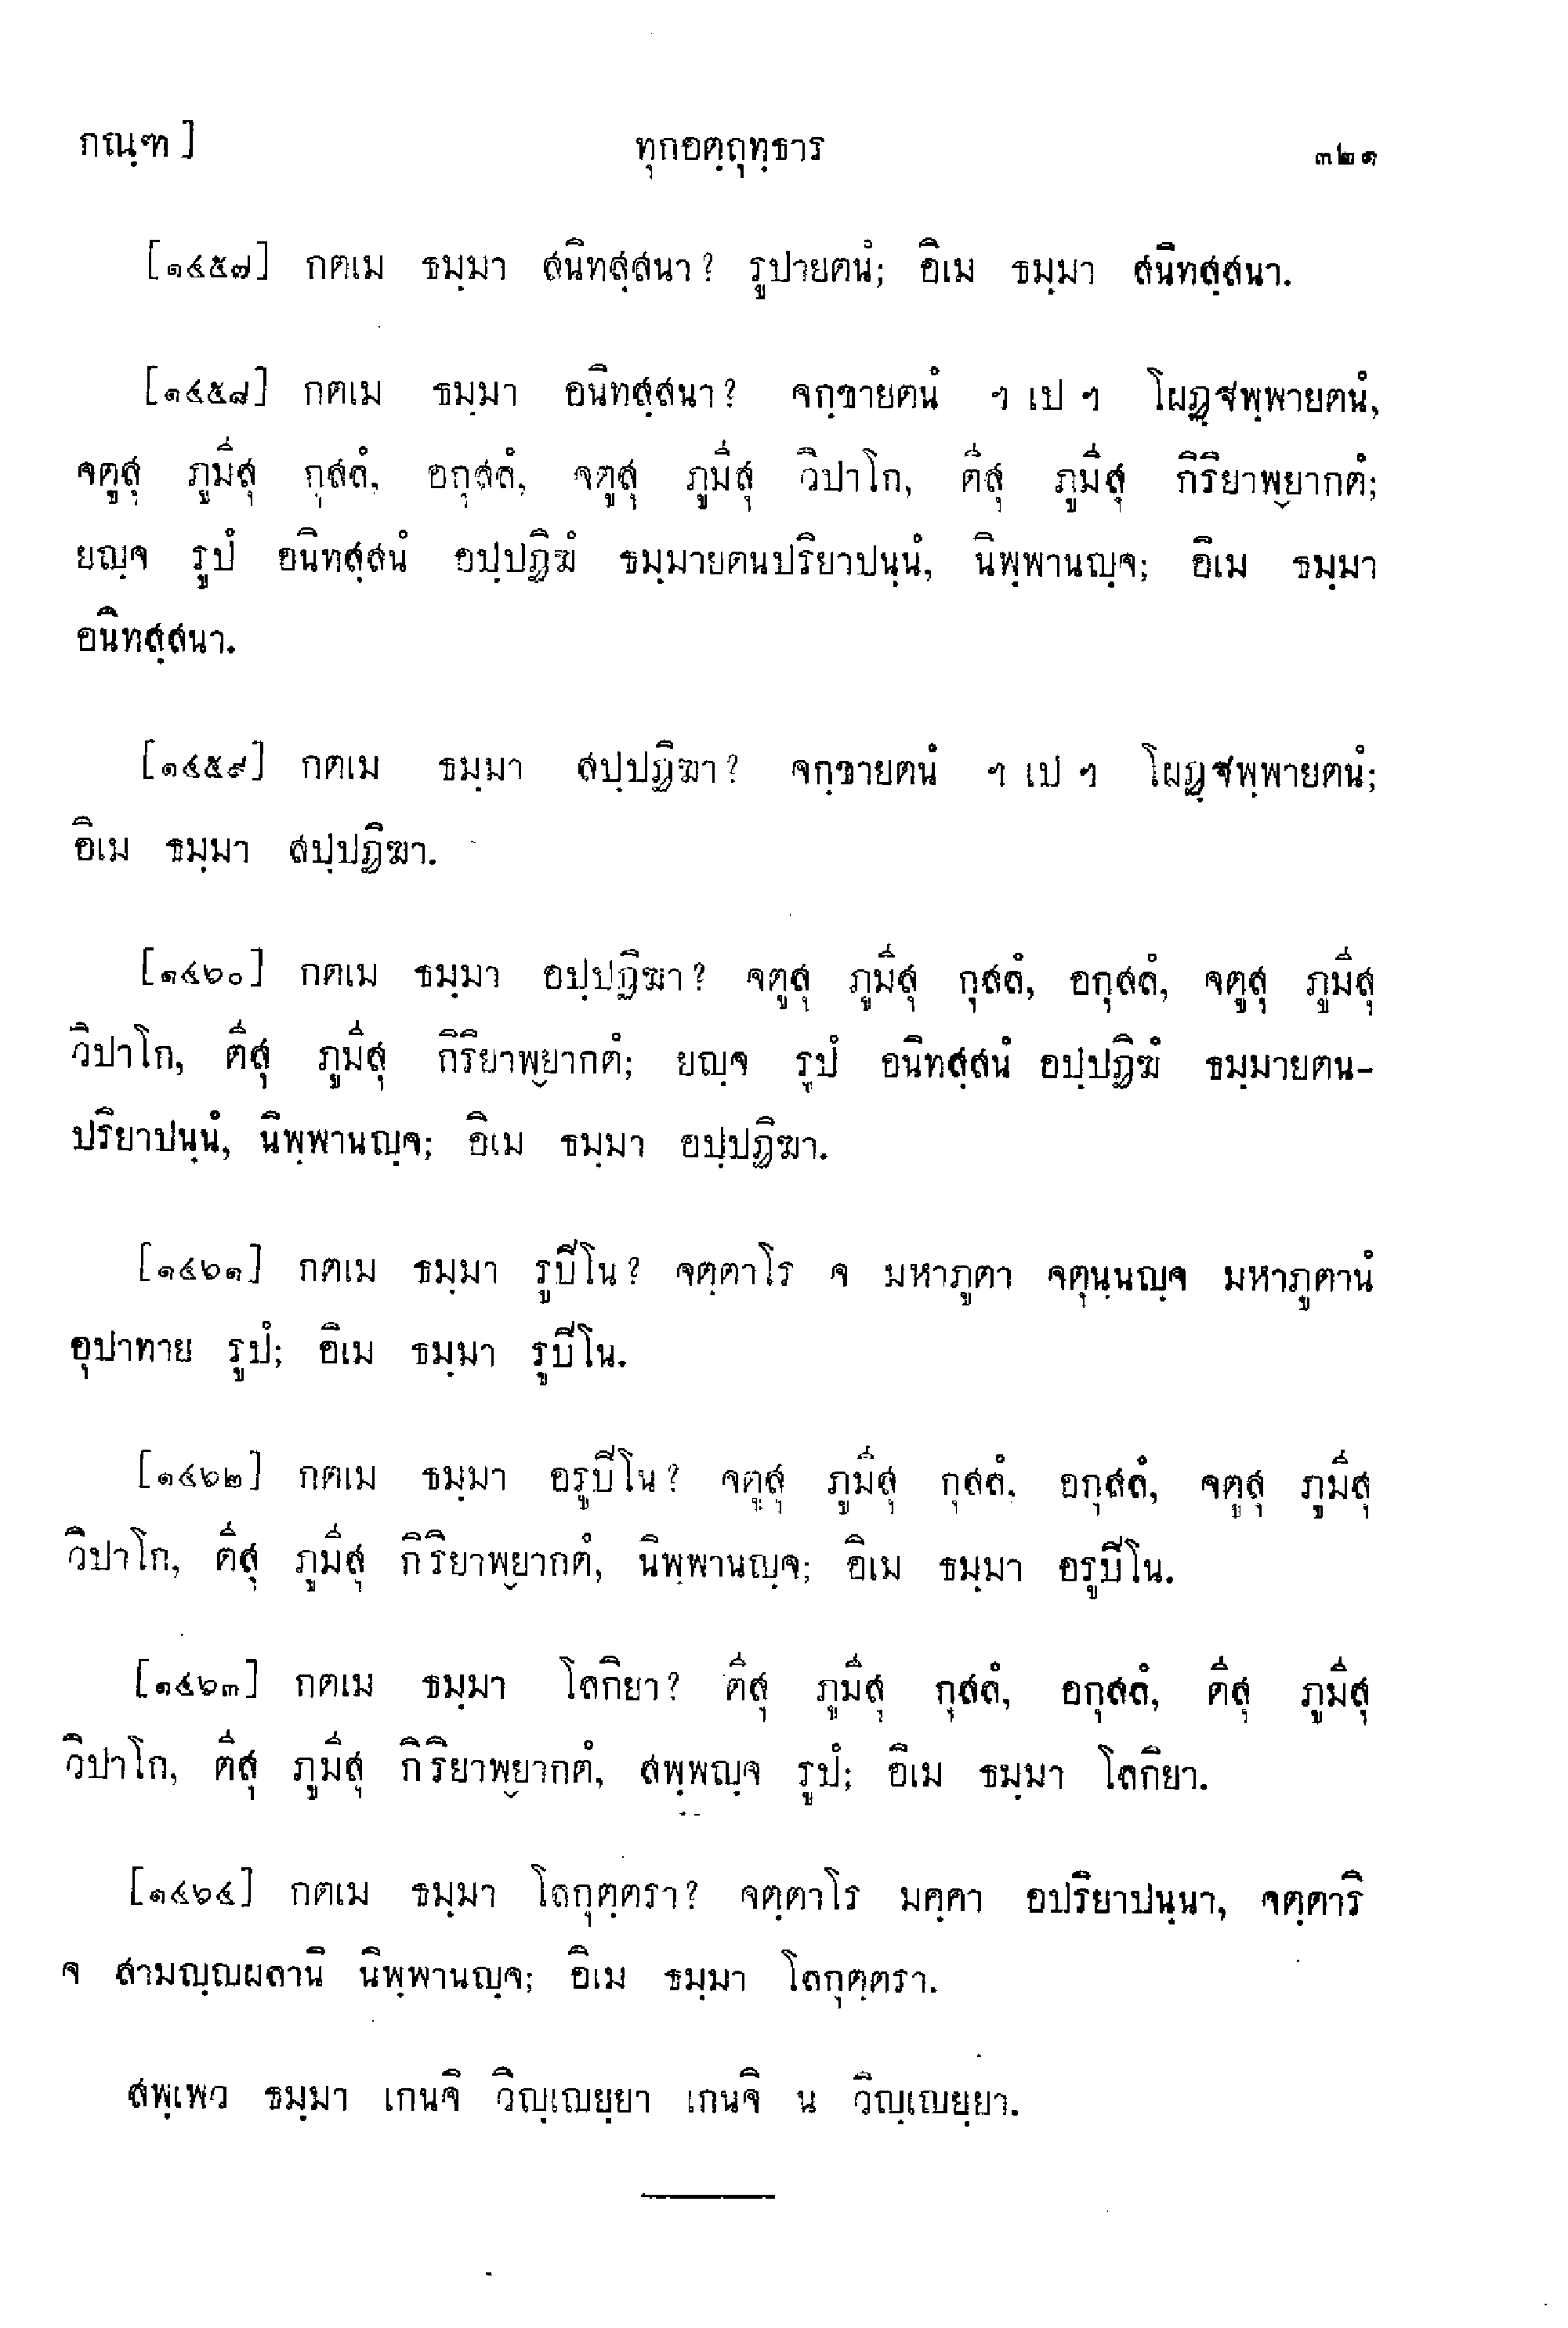 กณฺฑ]
ทุกอตฺถุทฺธาร
๓๒๑
[๑๔๕๗] กตเม ธมฺมา สนิทสฺสนา? รูปายตนํ; อิเม ธมฺมา สนิทสฺสนา.
[๑๔๕๘] กตเม ธมฺมา อนิทสฺสนา? จกฺขายตนํ ฯ เป ฯ โผฏฺฐพฺพายตนํ,
จตูสุ ภูมีสุ กุสลํ, อกุสลํ, จตูสุ ภูมีสุ วิปาโก, ตีสุ ภูมีสุ กิริยาพฺยากตํ;
ยญฺจ รูปํ อนิทสฺสนํ อปฺปฏิฆํ ธมฺมายตนปริยาปนฺนํ, นิพฺพานญฺจ; อิเม ธมฺมา
อนิทสฺสนา.
[๑๔๕๙] กตเม ธมฺมา สปฺปฏิฆา? จกฺขายตนํ ฯ เป ฯ โผฏฺฐพฺพายตนํ;
อิเม ธมฺมา สปฺปฏิฆา.
[๑๔๖๐] กตเม ธมฺมา อปฺปฏิฆา? จตูสุ ภูมีสุ กุสลํ, อกุสลํ, จตูสุ ภูมีสุ
วิปาโก, ตีสุ ภูมีสุ กิริยาพฺยากตํ; ยญฺจ รูปํ อนิทสฺสนํ อปฺปฏิฆํ ธมฺมายตน-
ปริยาปนฺนํ, นิพฺพานญฺจ; อิเม ธมฺมา อปฺปฏิฆา.
[๑๔๖๑] กตเม ธมฺมา รูปิโน? จตฺตาโร จ มหาภูตา จตุนฺนญฺจ มหาภูตานํ
อุปาทาย รูปํ; อิเม ธมฺมา รูปิโน.
[๑๔๖๒] กตเม ธมฺมา อรูปิโน? จตูสุ ภูมีสุ กุสลํ, อกุสลํ, จตูสุ ภูมีสุ
วิปาโก, ตีสุ ภูมีสุ กิริยาพฺยากตํ, นิพฺพานญฺจ; อิเม ธมฺมา อรูปิโน.
[๑๔๖๓] กตเม ธมฺมา โลกิยา? ตีสุ ภูมีสุ กุสลํ, อกุสลํ, ตีสุ ภูมีสุ
วิปาโก, ตีสุ ภูมีสุ กิริยาพฺยากตํ, สพฺพญฺจ รูปํ; อิเม ธมฺมา โลกิยา.
[๑๔๖๔] กตเม ธมฺมา โลกุตฺตรา? จตฺตาโร มคฺคา อปริยาปนฺนา, จตฺตาริ
จ สามญฺญผลานิ นิพฺพานญฺจ; อิเม ธมฺมา โลกุตฺตรา.
สพฺเพว ธมฺมา เกนจิ วิญฺเญยฺยา เกนจิ น วิญฺเญยฺยา.